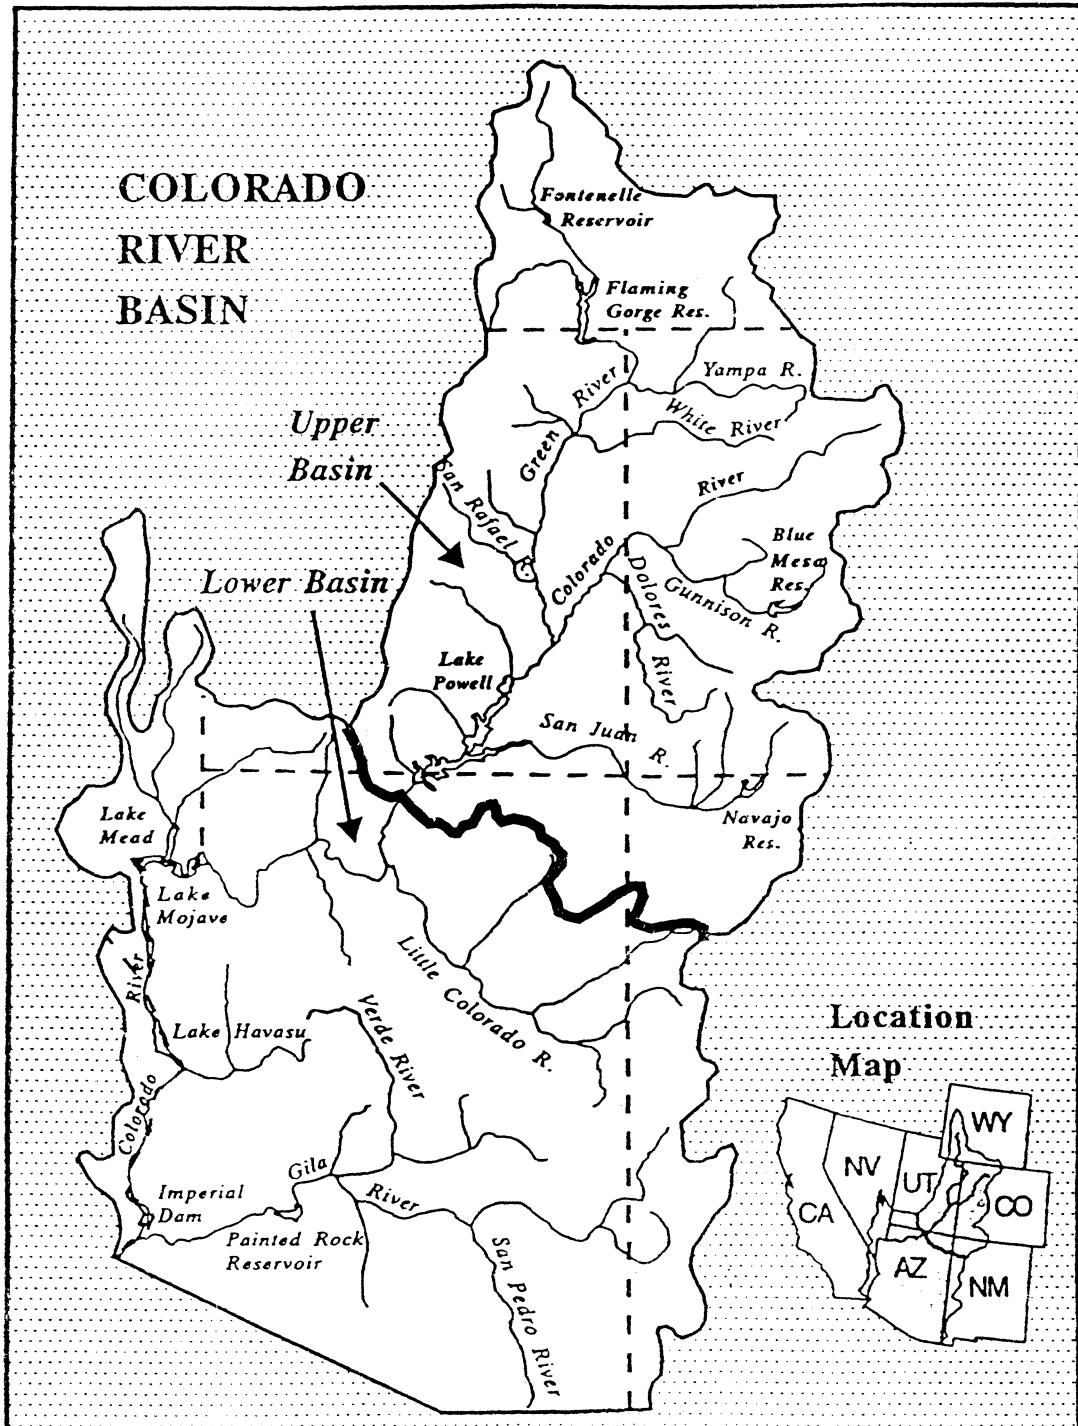 COLORADO
RIVER
BASIN
Fontenelle
Reservoir
Flaming
Gorge Res.
Yampa R.
White River
Green River
Upper
Basin
San Rafael R.
Colorado River
Blue
Mesa
Res.
Lower Basin
Dolores River
Gunnison R.
Lake
Powell
San Juan R.
Navajo
Res.
Lake
Mead
Lake
Mojave
Colorado River
Little Colorado R.
Lake Havasu
Verde River
Gila River
Imperial
Dam
Painted Rock
Reservoir
San Pedro River
Location
Map
WY
NV
UT
CO
CA
AZ
NM